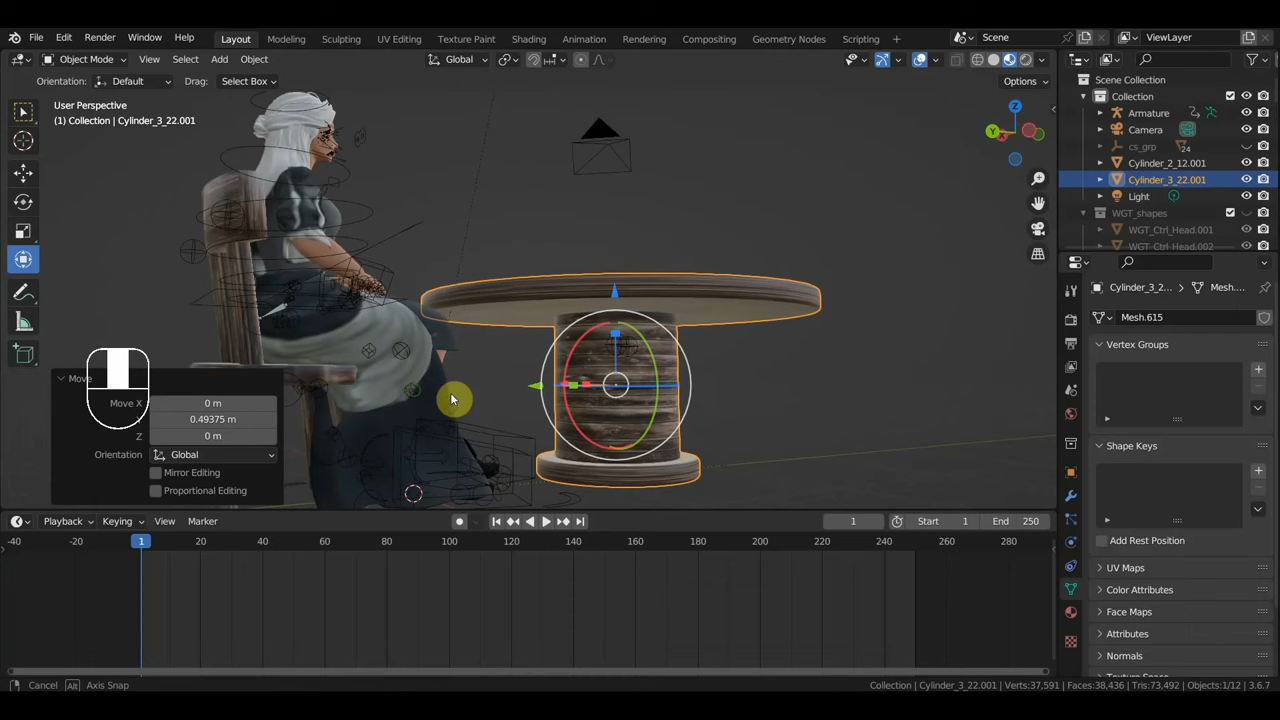 File Edit Render Window Help Layout Modeling Sculpting UV Editing Texture Paint Shading Animation Rendering Compositing Geometry Nodes Scripting + Scene ViewLayer
Object Mode View Select Add Object Global
Orientation: Default Drag: Select Box Options
User Perspective
(1) Collection | Cylinder_3_22.001
Z
Y
X
Scene Collection
Collection
Armature
Camera
cs_grp 24
Cylinder_2_12.001
Cylinder_3_22.001
Light
WGT_shapes
WGT_Ctrl_Head.001
WGT_Ctrl_Head.002
Cylinder_3_2... Mesh....
Mesh.615
Vertex Groups
Shape Keys
Add Rest Position
UV Maps
Color Attributes
Face Maps
Attributes
Normals
Move
Move X 0 m
0.49375 m
Z 0 m
Orientation Global
Mirror Editing
Proportional Editing
Playback Keying View Marker 1 Start 1 End 250
-40 -20 1 20 40 60 80 100 120 140 160 180 200 220 240 260 280
Cancel Alt Axis Snap Collection | Cylinder_3_22.001 | Verts:37,591 | Faces:38,436 | Tris:73,492 | Objects:1/12 | 3.6.7